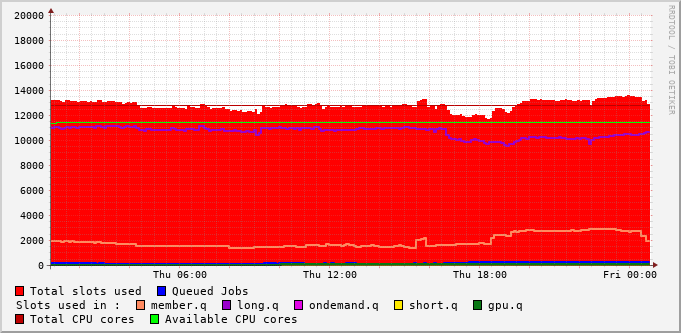 RRDTOOL / TOBI OETIKER
20000
18000
16000
14000
12000
10000
8000
6000
4000
2000
0
Thu 06:00 Thu 12:00 Thu 18:00 Fri 00:00
Total slots used Queued Jobs
Slots used in : member.q long.q ondemand.q short.q gpu.q
Total CPU cores Available CPU cores